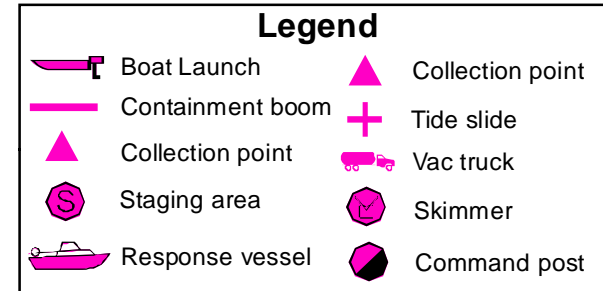 Legend
Boat Launch
Containment boom
Collection point
S
Staging area
Response vessel
Collection point
Tide slide
Vac truck
Skimmer
Command post